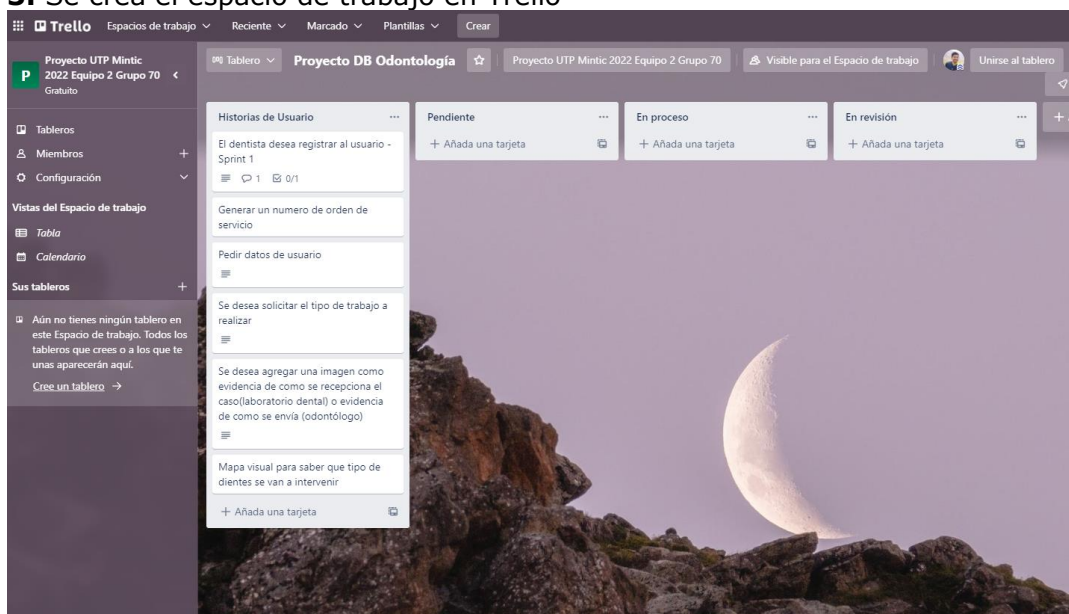 3. Se crea el espacio de trabajo en Trello
Trello Espacios de trabajo Reciente Marcado Plantillas Crear
P Proyecto UTP Mintic
2022 Equipo 2 Grupo 70
Gratuito
Tableros
Miembros +
Configuración
Vistas del Espacio de trabajo
Tabla
Calendario
Sus tableros +
Aún no tienes ningún tablero en
este Espacio de trabajo. Todos los
tableros que crees o a los que te
unas aparecerán aquí.
Cree un tablero →
Tablero Proyecto DB Odontología Proyecto UTP Mintic 2022 Equipo 2 Grupo 70 Visible para el Espacio de trabajo Unirse al tablero
Historias de Usuario ...
El dentista desea registrar al usuario -
Sprint 1
1 0/1
Generar un numero de orden de
servicio
Pedir datos de usuario
Se desea solicitar el tipo de trabajo a
realizar
Se desea agregar una imagen como
evidencia de como se recepciona el
caso(laboratorio dental) o evidencia
de como se envía (odontólogo)
Mapa visual para saber que tipo de
dientes se van a intervenir
+ Añada una tarjeta
Pendiente ...
+ Añada una tarjeta
En proceso ...
+ Añada una tarjeta
En revisión ...
+ Añada una tarjeta
+